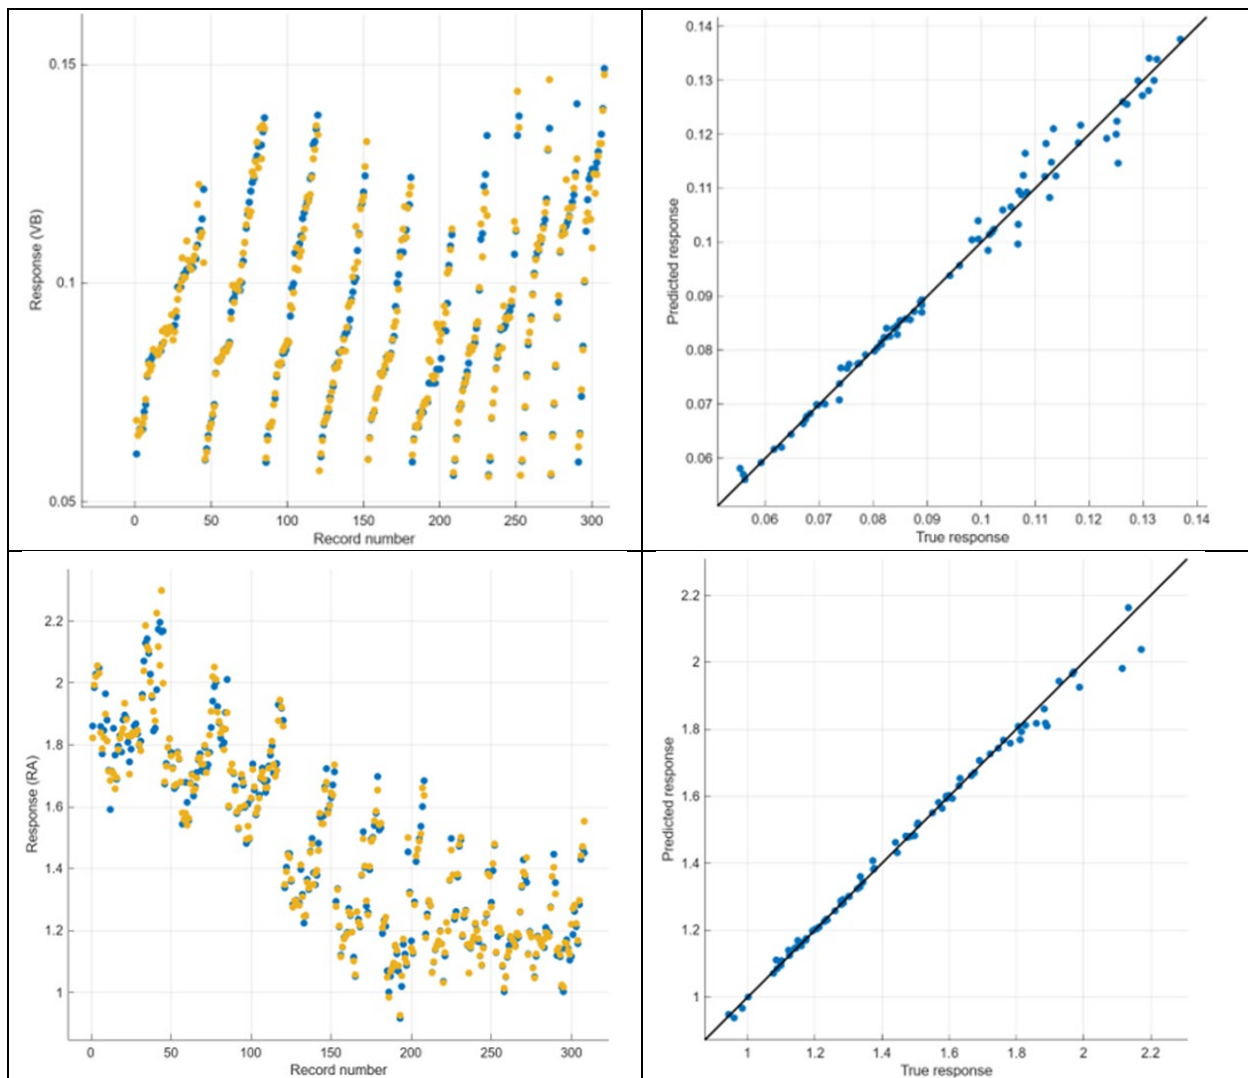 0.15
0.1
0.05
Response (VB)
0 50 100 150 200 250 300
Record number
0.14
0.13
0.12
0.11
0.1
0.09
0.08
0.07
0.06
Predicted response
0.06 0.07 0.08 0.09 0.1 0.11 0.12 0.13 0.14
True response
2.2
2
1.8
1.6
1.4
1.2
1
Response (RA)
0 50 100 150 200 250 300
Record number
2.2
2
1.8
1.6
1.4
1.2
1
Predicted response
1 1.2 1.4 1.6 1.8 2 2.2
True response